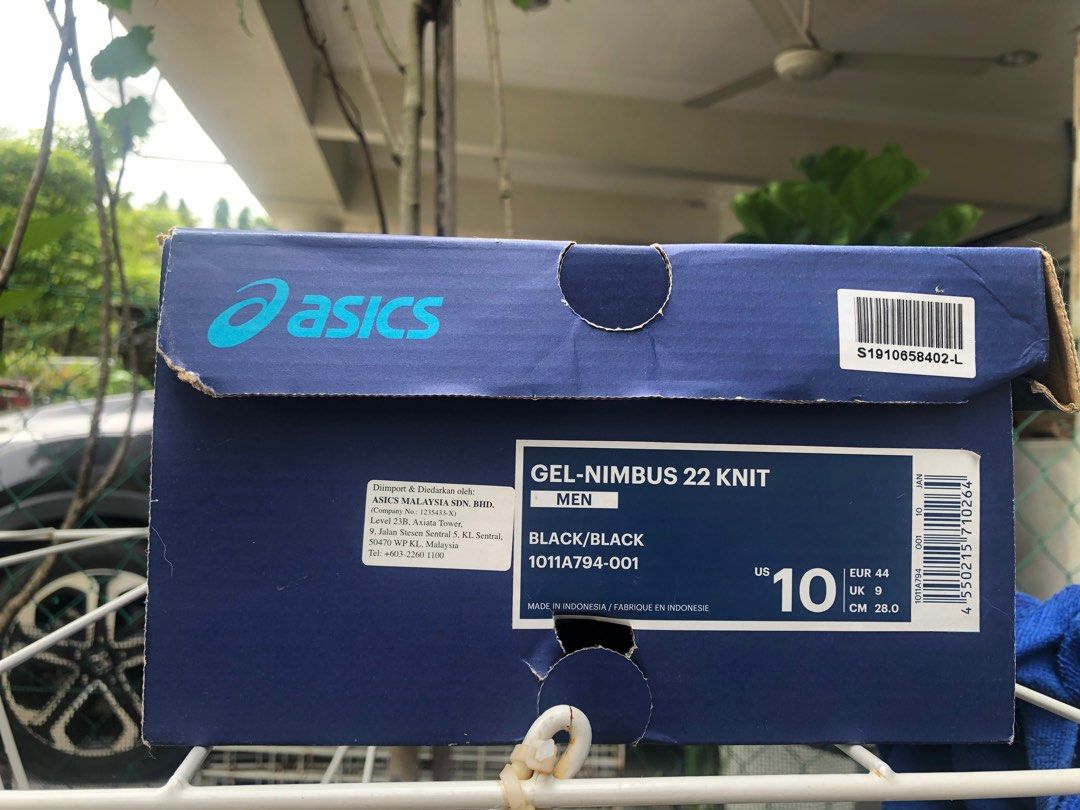 asics
S1910658402-L
Diimport & Diedarkan oleh:
ASICS MALAYSIA SDN. BHD.
(Company No.: 1235433-X)
Level 23B, Axiata Tower,
9, Jalan Stesen Sentral 5, KL Sentral,
50470 WP KL, Malaysia
Tel: +603-2260 1100
GEL-NIMBUS 22 KNIT
MEN
BLACK/BLACK
1011A794-001
US 10
EUR 44
UK 9
CM 28.0
MADE IN INDONESIA / FABRIQUE EN INDONESIE
1011A794 001 10 JAN
4 550215 710264